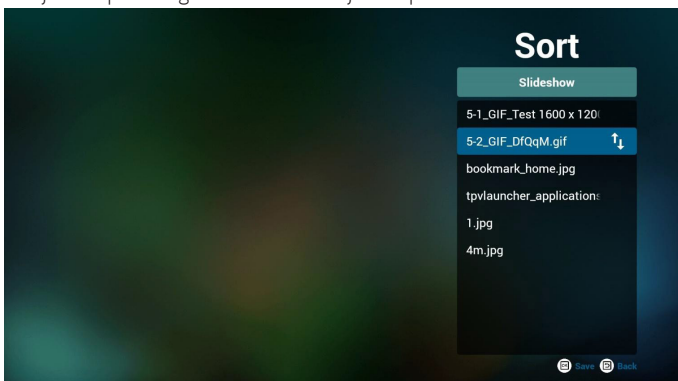 Sort
Slideshow
5-1_GIF_Test 1600 x 120
5-2_GIF_DfQqM.gif
bookmark_home.jpg
tpvlauncher_application
1.jpg
4m.jpg
Save Back